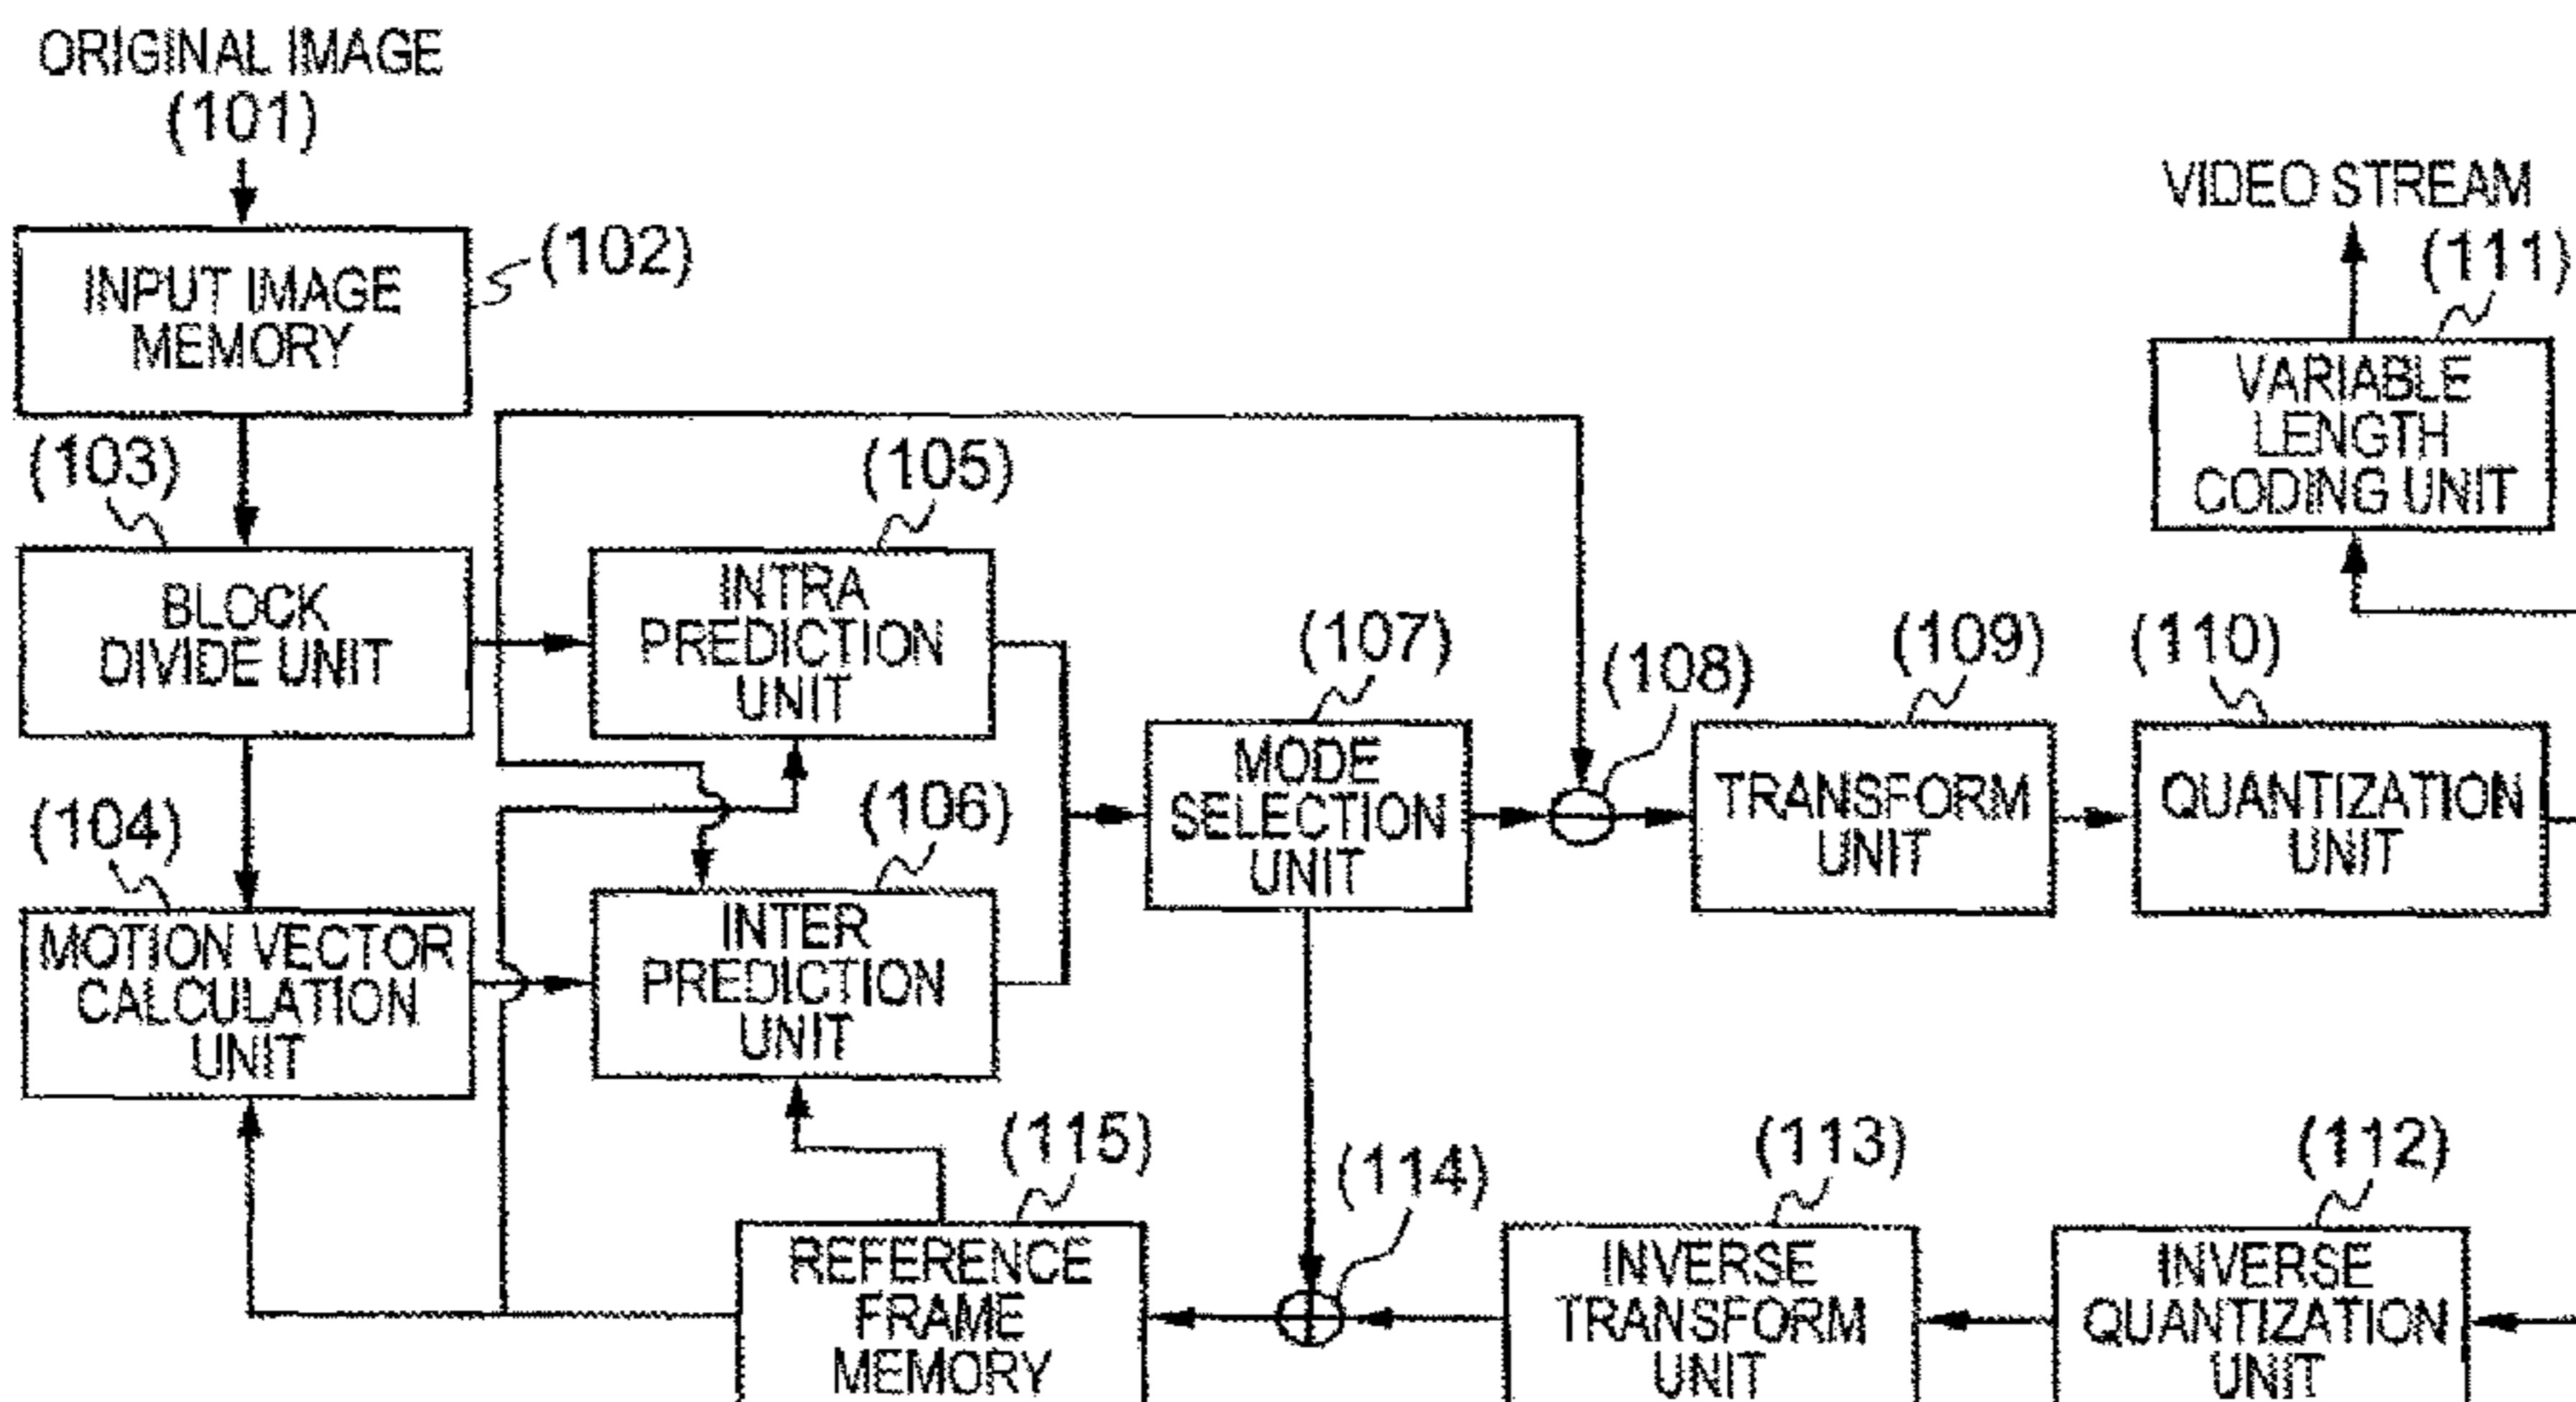 ORIGINAL IMAGE
(101)
VIDEO STREAM
(111)
INPUT IMAGE
MEMORY
(102)
VARIABLE
LENGTH
CODING UNIT
(103)
(105)
BLOCK
DIVIDE UNIT
INTRA
PREDICTION
UNIT
(107)
(108)
(109)
(110)
(104)
(106)
MODE
SELECTION
UNIT
TRANSFORM
UNIT
QUANTIZATION
UNIT
MOTION VECTOR
CALCULATION
UNIT
INTER
PREDICTION
UNIT
(115)
(114)
(113)
(112)
REFERENCE
FRAME
MEMORY
INVERSE
TRANSFORM
UNIT
INVERSE
QUANTIZATION
UNIT